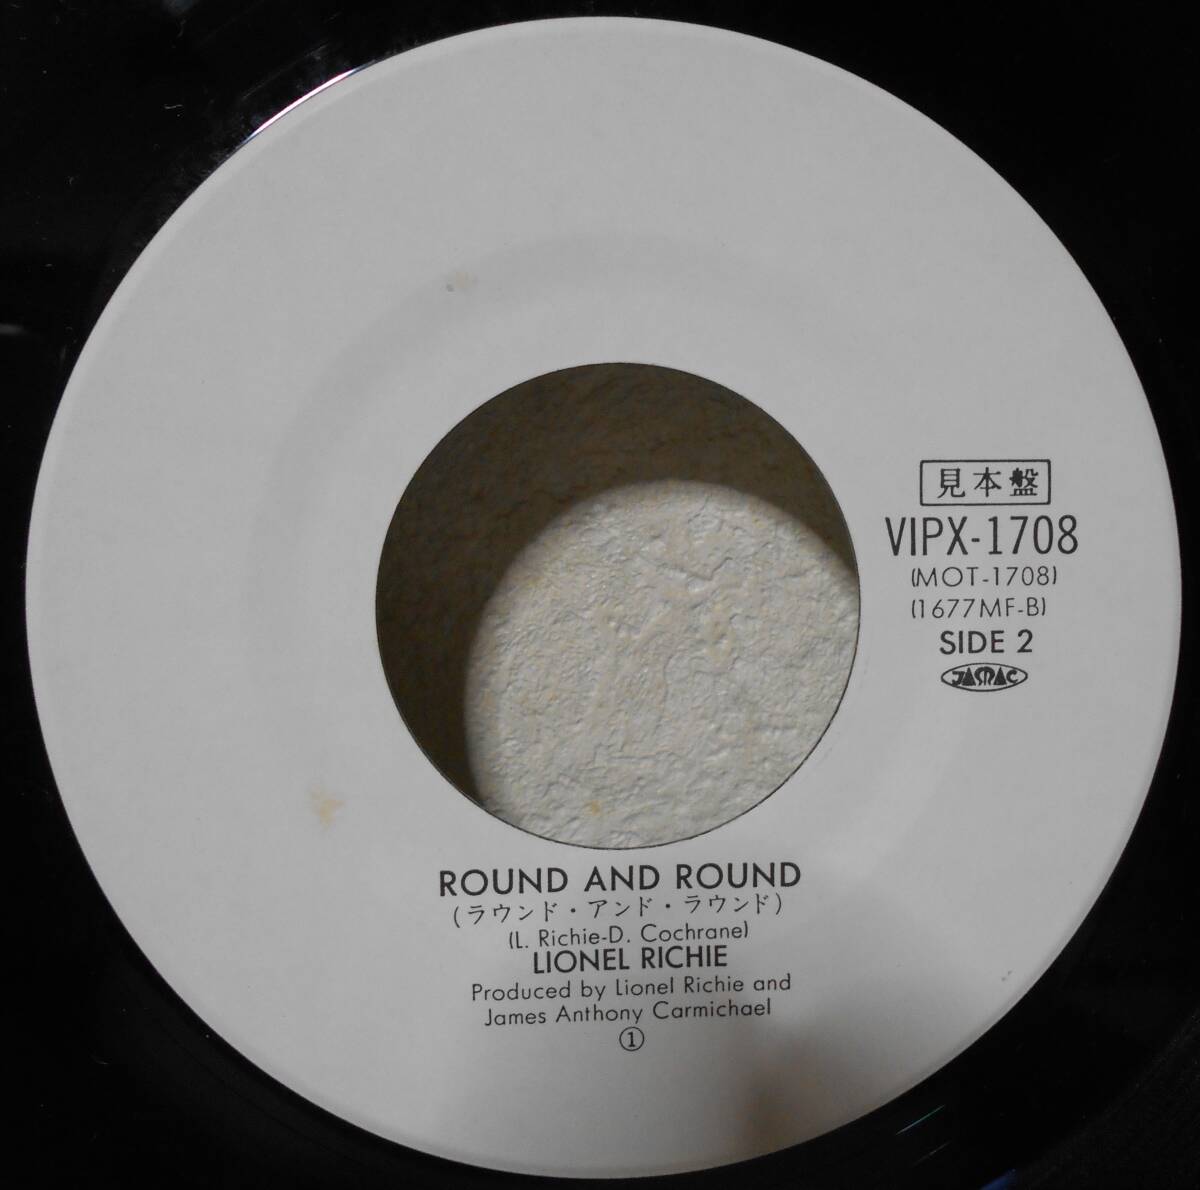 見本盤
VIPX-1708
(MOT-1708)
(1677MF-B)
SIDE 2
JASRAC
ROUND AND ROUND
(ラウンド・アンド・ラウンド)
(L. Richie-D. Cochrane)
LIONEL RICHIE
Produced by Lionel Richie and
James Anthony Carmichael
①